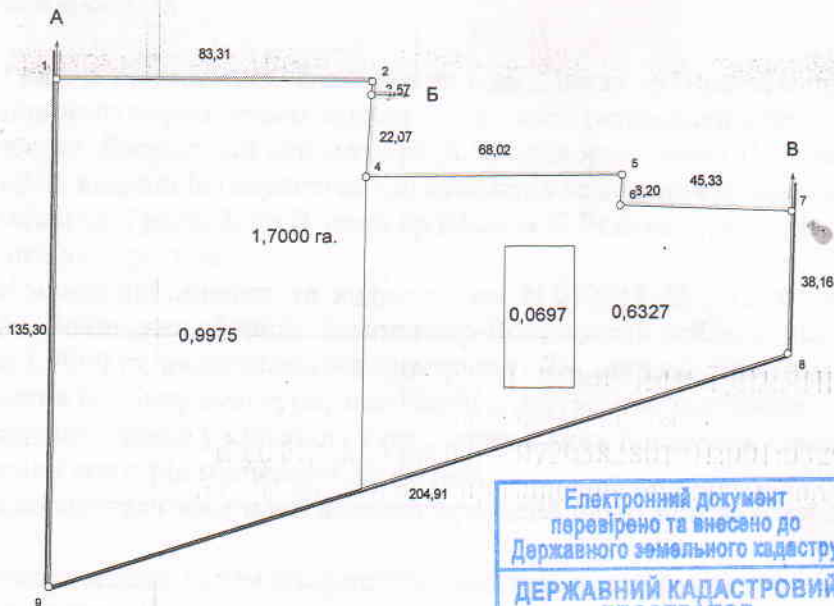 А
83,31
1
2
3,57
Б
22,07
68,02
В
4
5
45,33
6
8,20
7
1,7000 га.
38,16
135,30
0,9975
0,0697
0,6327
8
204,91
9
Електронний документ
перевірено та внесено до
Державного земельного кадастру
ДЕРЖАВНИЙ КАДАСТРОВИЙ